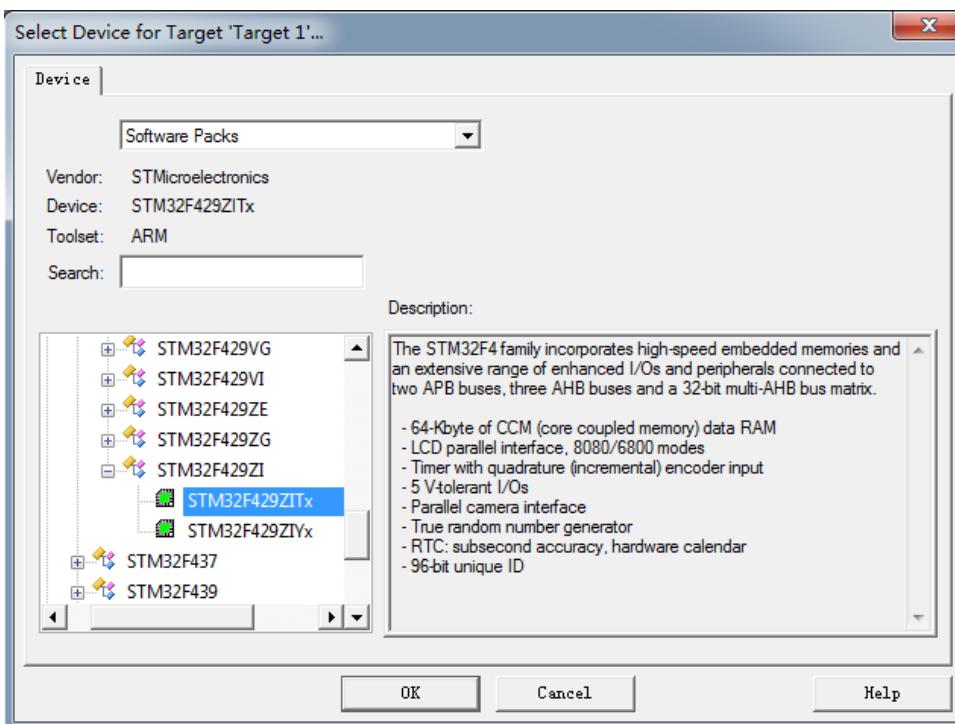 Select Device for Target 'Target 1'...
Device
Software Packs
Vendor: STMicroelectronics
Device: STM32F429ZITx
Toolset: ARM
Search:
Description:
STM32F429VG
STM32F429VI
STM32F429ZE
STM32F429ZG
STM32F429ZI
STM32F429ZITx
STM32F429ZIYx
STM32F437
STM32F439
The STM32F4 family incorporates high-speed embedded memories and
an extensive range of enhanced I/Os and peripherals connected to
two APB buses, three AHB buses and a 32-bit multi-AHB bus matrix.
- 64-Kbyte of CCM (core coupled memory) data RAM
- LCD parallel interface, 8080/6800 modes
- Timer with quadrature (incremental) encoder input
- 5 V-tolerant I/Os
- Parallel camera interface
- True random number generator
- RTC: subsecond accuracy, hardware calendar
- 96-bit unique ID
OK Cancel Help